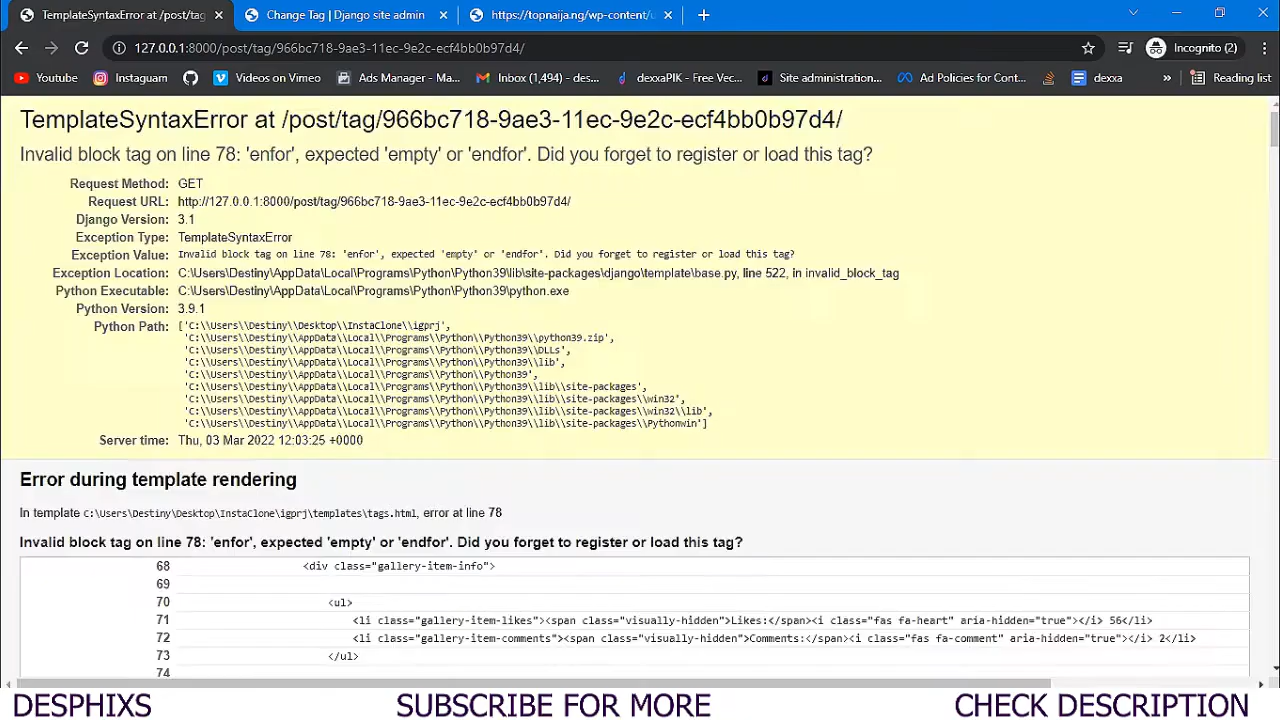 TemplateSyntaxError at /post/tag
Change Tag | Django site admin
https://topnaija.ng/wp-content/
127.0.0.1:8000/post/tag/966bc718-9ae3-11ec-9e2c-ecf4bb0b97d4/
Incognito (2)
Youtube
Instaguam
Videos on Vimeo
Ads Manager - Ma...
Inbox (1,494) - des...
dexxaPIK - Free Vec...
Site administration...
Ad Policies for Cont...
dexxa
»
Reading list
TemplateSyntaxError at /post/tag/966bc718-9ae3-11ec-9e2c-ecf4bb0b97d4/
Invalid block tag on line 78: 'enfor', expected 'empty' or 'endfor'. Did you forget to register or load this tag?
Request Method: GET
Request URL: http://127.0.0.1:8000/post/tag/966bc718-9ae3-11ec-9e2c-ecf4bb0b97d4/
Django Version: 3.1
Exception Type: TemplateSyntaxError
Exception Value: Invalid block tag on line 78: 'enfor', expected 'empty' or 'endfor'. Did you forget to register or load this tag?
Exception Location: C:\Users\Destiny\AppData\Local\Programs\Python\Python39\lib\site-packages\django\template\base.py, line 522, in invalid_block_tag
Python Executable: C:\Users\Destiny\AppData\Local\Programs\Python\Python39\python.exe
Python Version: 3.9.1
Python Path: ['C:\\Users\\Destiny\\Desktop\\InstaClone\\igprj',
'C:\\Users\\Destiny\\AppData\\Local\\Programs\\Python\\Python39\\python39.zip',
'C:\\Users\\Destiny\\AppData\\Local\\Programs\\Python\\Python39\\DLLs',
'C:\\Users\\Destiny\\AppData\\Local\\Programs\\Python\\Python39\\lib',
'C:\\Users\\Destiny\\AppData\\Local\\Programs\\Python\\Python39',
'C:\\Users\\Destiny\\AppData\\Local\\Programs\\Python\\Python39\\lib\\site-packages',
'C:\\Users\\Destiny\\AppData\\Local\\Programs\\Python\\Python39\\lib\\site-packages\\win32',
'C:\\Users\\Destiny\\AppData\\Local\\Programs\\Python\\Python39\\lib\\site-packages\\win32\\lib',
'C:\\Users\\Destiny\\AppData\\Local\\Programs\\Python\\Python39\\lib\\site-packages\\Pythonwin']
Server time: Thu, 03 Mar 2022 12:03:25 +0000
Error during template rendering
In template C:\Users\Destiny\Desktop\InstaClone\igprj\templates\tags.html, error at line 78
Invalid block tag on line 78: 'enfor', expected 'empty' or 'endfor'. Did you forget to register or load this tag?
68 <div class="gallery-item-info">
69
70 <ul>
71 <li class="gallery-item-likes"><span class="visually-hidden">Likes:</span><i class="fas fa-heart" aria-hidden="true"></i> 56</li>
72 <li class="gallery-item-comments"><span class="visually-hidden">Comments:</span><i class="fas fa-comment" aria-hidden="true"></i> 2</li>
73 </ul>
74
DESPHIXS
SUBSCRIBE FOR MORE
CHECK DESCRIPTION